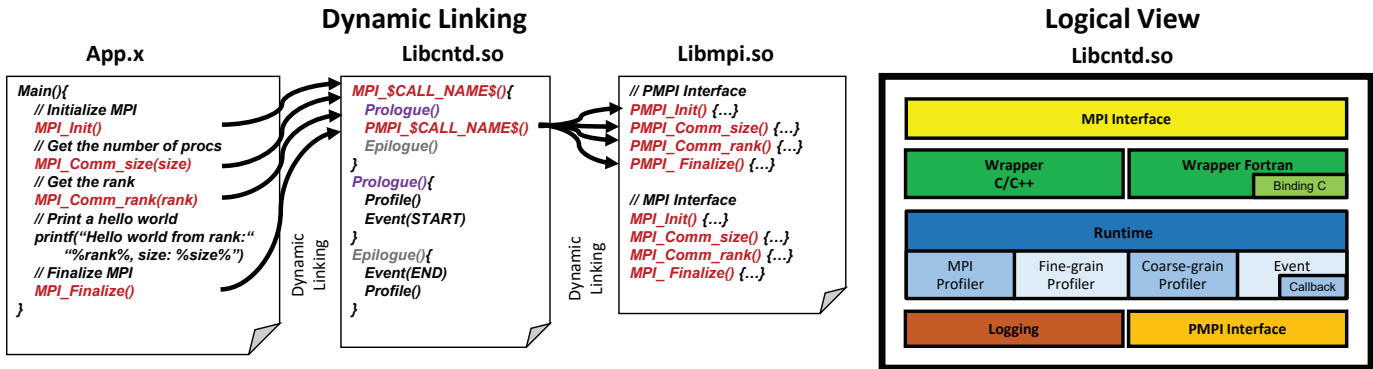 Dynamic Linking
App.x
Main(){
// Initialize MPI
MPI_Init()
// Get the number of procs
MPI_Comm_size(size)
// Get the rank
MPI_Comm_rank(rank)
// Print a hello world
printf(“Hello world from rank:“
“%rank%, size: %size%”)
// Finalize MPI
MPI_Finalize()
}
Dynamic
Linking
Libcntd.so
MPI_$CALL_NAME$(){
Prologue()
PMPI_$CALL_NAME$()
Epilogue()
}
Prologue(){
Profile()
Event(START)
}
Epilogue(){
Event(END)
Profile()
}
Dynamic
Linking
Libmpi.so
// PMPI Interface
PMPI_Init() {…}
PMPI_Comm_size() {…}
PMPI_Comm_rank() {…}
PMPI_ Finalize() {…}
// MPI Interface
MPI_Init() {…}
MPI_Comm_size() {…}
MPI_Comm_rank() {…}
MPI_ Finalize() {…}
Logical View
Libcntd.so
MPI Interface
Wrapper
C/C++
Wrapper Fortran
Binding C
Runtime
MPI
Profiler
Fine-grain
Profiler
Coarse-grain
Profiler
Event
Callback
Logging
PMPI Interface